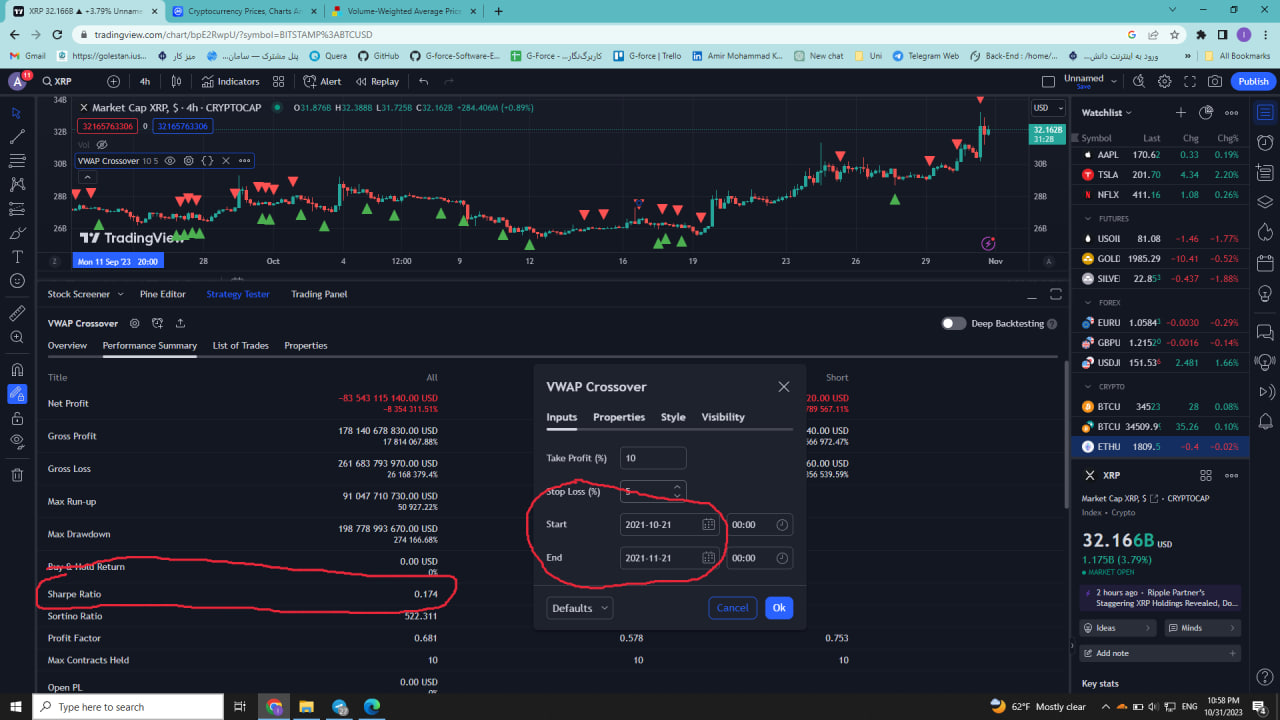 XRP 32.166B ▲ +3.79% Unnamed
Cryptocurrency Prices, Charts A
Volume-Weighted Average Price
tradingview.com/chart/bpE2RwpU/?symbol=BITSTAMP%3ABTCUSD
Gmail
https://golestan.ius...
پنل مشترک — سامان...
میز کار
Quera
GitHub
G-force-Software-E...
کاربرگ‌نگار - G-Force...
G-force | Trello
Amir Mohammad K...
New chat
Uni
Telegram Web
Back-End : /home/...
ورود به اینترنت دانش...
»
All Bookmarks
A
11
XRP
4h
Indicators
Alert
Replay
Unnamed
Save
Publish
Market Cap XRP, $ · 4h · CRYPTOCAP
O31.876B H32.388B L31.725B C32.162B +284.406M (+0.89%)
32165763306 0 32165763306
Vol
VWAP Crossover 10 5
TradingView
34B
32B
30B
28B
26B
USD
32.162B
31:28
30B
28B
26B
Z
Mon 11 Sep '23 20:00
28
Oct
4
12:00
9
12
16
19
23
26
29
Nov
A
Watchlist
Symbol Last Chg Chg%
AAPL 170.62 0.33 0.19%
TSLA 201.70 4.34 2.20%
NFLX 411.16 1.08 0.26%
FUTURES
USOIL 81.08 -1.46 -1.77%
GOLD 1985.29 -10.41 -0.52%
SILVE 22.853 -0.437 -1.88%
FOREX
EURU 1.05843 -0.0030 -0.29%
GBPU 1.21520 -0.0016 -0.14%
USDJI 151.536 2.481 1.66%
CRYPTO
BTCU 34523 28 0.08%
BTCU 34509.9 35.26 0.10%
ETHU 1809.5 -0.4 -0.02%
XRP
Market Cap XRP, $ • CRYPTOCAP
Index • Crypto
32.166B USD
1.175B (3.79%)
MARKET OPEN
2 hours ago • Ripple Partner's
Staggering XRP Holdings Revealed, Do...
Ideas
Minds
Add note
Key stats
Stock Screener
Pine Editor
Strategy Tester
Trading Panel
VWAP Crossover
Deep Backtesting
Overview
Performance Summary
List of Trades
Properties
Title All Short
Net Profit −83 543 115 140.00 USD 20.00 USD
−8 354 311.51% 789 567.11%
Gross Profit 178 140 678 830.00 USD 40.00 USD
17 814 067.88% 966 972.47%
Gross Loss 261 683 793 970.00 USD 60.00 USD
26 168 379.4% 356 539.59%
Max Run-up 91 047 710 730.00 USD
50 927.22%
Max Drawdown 198 778 993 670.00 USD
274 166.68%
Buy & Hold Return 0.00 USD
0%
Sharpe Ratio 0.174
Sortino Ratio 522.311
Profit Factor 0.681 0.578 0.753
Max Contracts Held 10 10 10
Open PL 0.00 USD
0%
VWAP Crossover
Inputs
Properties
Style
Visibility
Take Profit (%) 10
Stop Loss (%) 5
Start 2021-10-21 00:00
End 2021-11-21 00:00
Defaults
Cancel
Ok
Type here to search
62°F Mostly clear
ENG
10:58 PM
10/31/2023